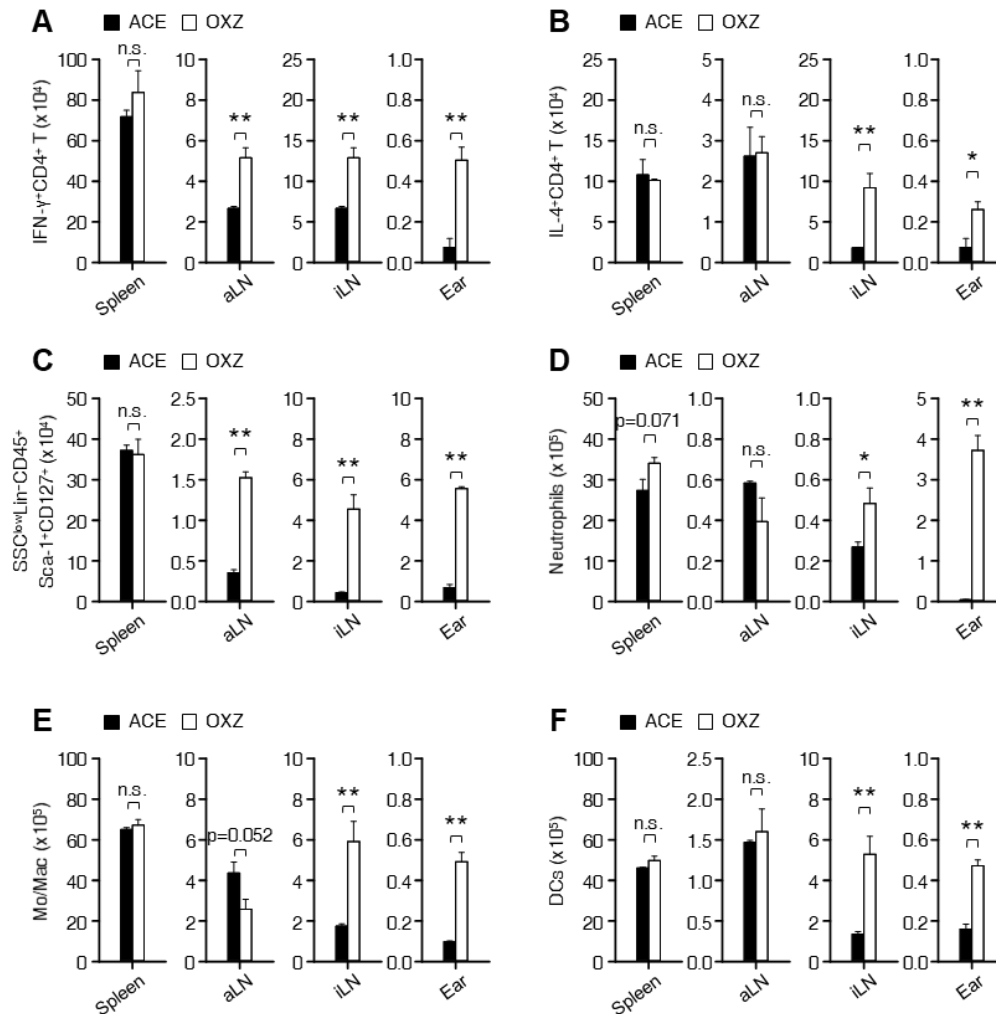 A
ACE OXZ
IFN-γ⁺CD4⁺ T (x10⁴)
100 10 25 1.0
80 8 20 0.8
60 6 15 0.6
40 4 10 0.4
20 2 5 0.2
0 0 0 0.0
n.s. ** ** **
Spleen aLN iLN Ear
B
ACE OXZ
IL-4⁺CD4⁺ T (x10⁴)
25 5 25 1.0
20 4 20 0.8
15 3 15 0.6
10 2 10 0.4
5 1 5 0.2
0 0 0 0.0
n.s. n.s. ** *
Spleen aLN iLN Ear
C
ACE OXZ
SSCˡᵒʷLin⁻CD45⁺
Sca-1⁺CD127⁺ (x10⁴)
50 2.5 10 10
40 2.0 8 8
30 1.5 6 6
20 1.0 4 4
10 0.5 2 2
0 0.0 0 0
n.s. ** ** **
Spleen aLN iLN Ear
D
ACE OXZ
Neutrophils (x10⁵)
50 1.0 1.0 5
40 0.8 0.8 4
30 0.6 0.6 3
20 0.4 0.4 2
10 0.2 0.2 1
0 0.0 0.0 0
p=0.071 n.s. * **
Spleen aLN iLN Ear
E
ACE OXZ
Mo/Mac (x10⁵)
100 10 10 1.0
80 8 8 0.8
60 6 6 0.6
40 4 4 0.4
20 2 2 0.2
0 0 0 0.0
n.s. p=0.052 ** **
Spleen aLN iLN Ear
F
ACE OXZ
DCs (x10⁵)
100 2.5 10 1.0
80 2.0 8 0.8
60 1.5 6 0.6
40 1.0 4 0.4
20 0.5 2 0.2
0 0.0 0 0.0
n.s. n.s. ** **
Spleen aLN iLN Ear